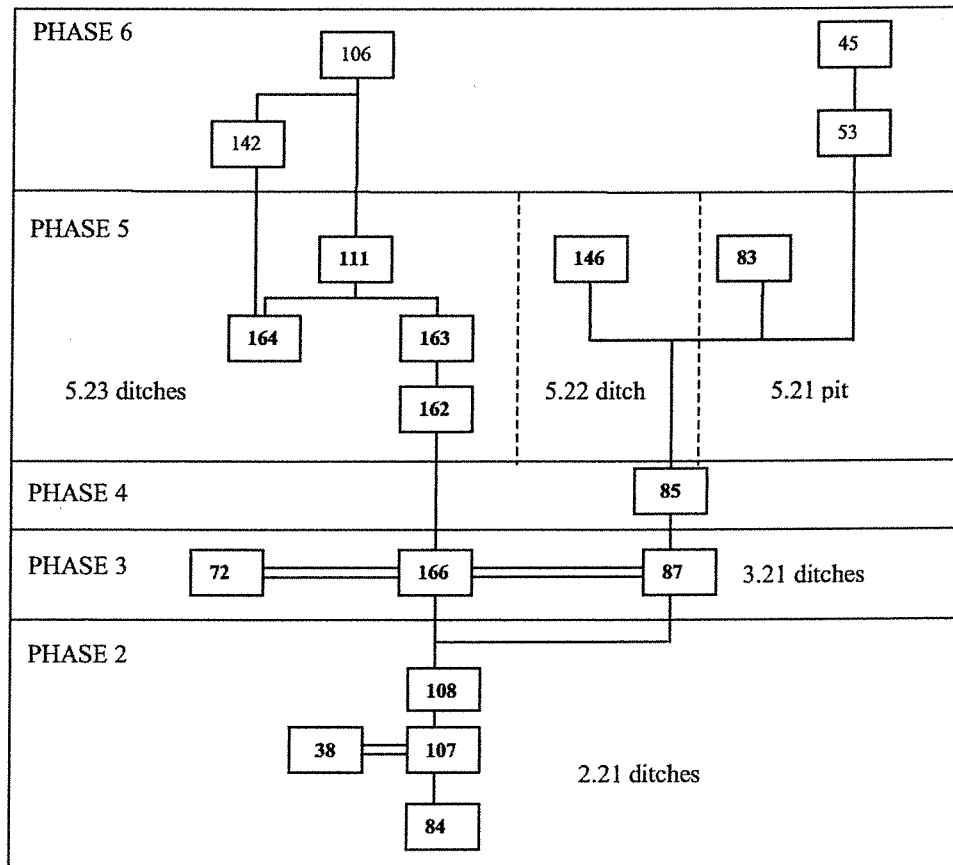 PHASE 6
106
45
142
53
PHASE 5
111
146
83
164
163
5.23 ditches
162
5.22 ditch
5.21 pit
PHASE 4
85
PHASE 3
72
166
87
3.21 ditches
PHASE 2
108
38
107
2.21 ditches
84